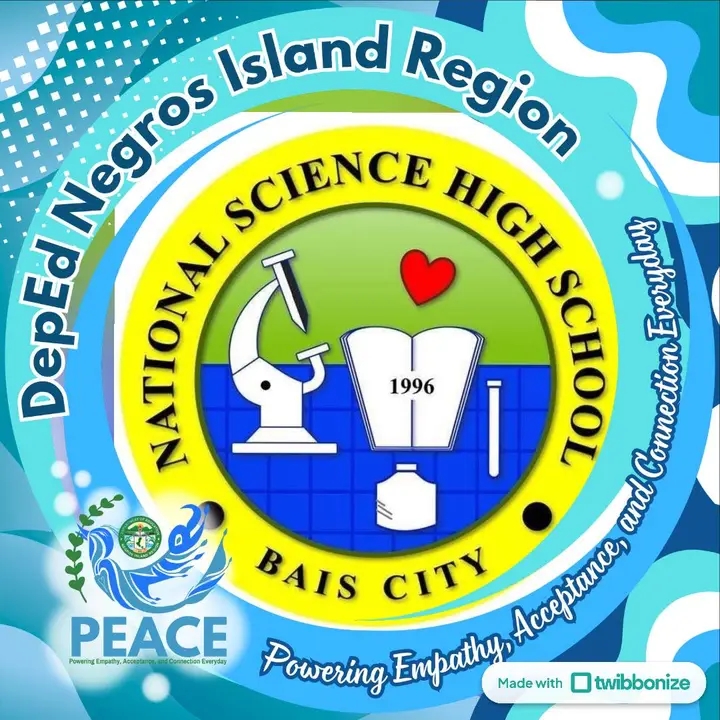 DepEd Negros Island Region
NATIONAL SCIENCE HIGH SCHOOL
1996
BAIS CITY
PEACE
Powering Empathy, Acceptance, and Connection Everyday
Powering Empathy, Acceptance, and Connection Everyday
Made with twibbonize